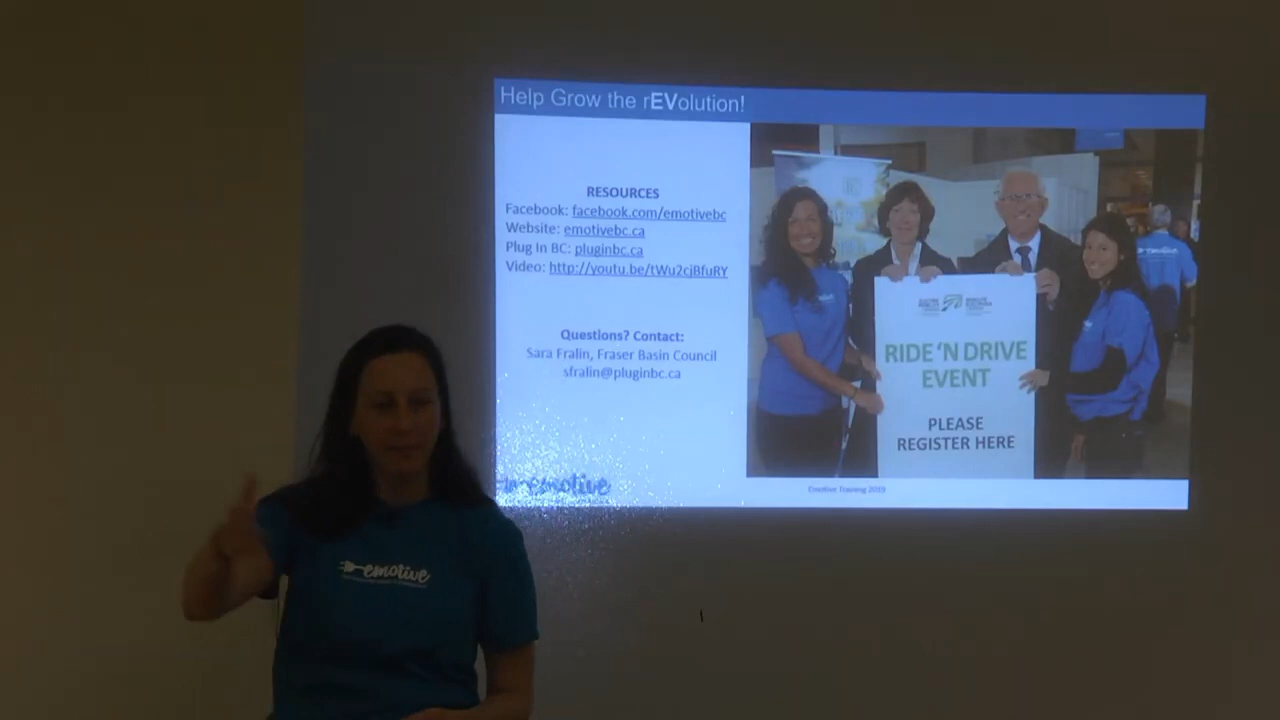 Help Grow the rEVolution!
RESOURCES
Facebook: facebook.com/emotivebc
Website: emotivebc.ca
Plug In BC: pluginbc.ca
Video: http://youtu.be/tWu2cjBfuRY
Questions? Contact:
Sara Fralin, Fraser Basin Council
sfralin@pluginbc.ca
RIDE ‘N DRIVE
EVENT
PLEASE
REGISTER HERE
emotive
Emotive Training 2019
emotive